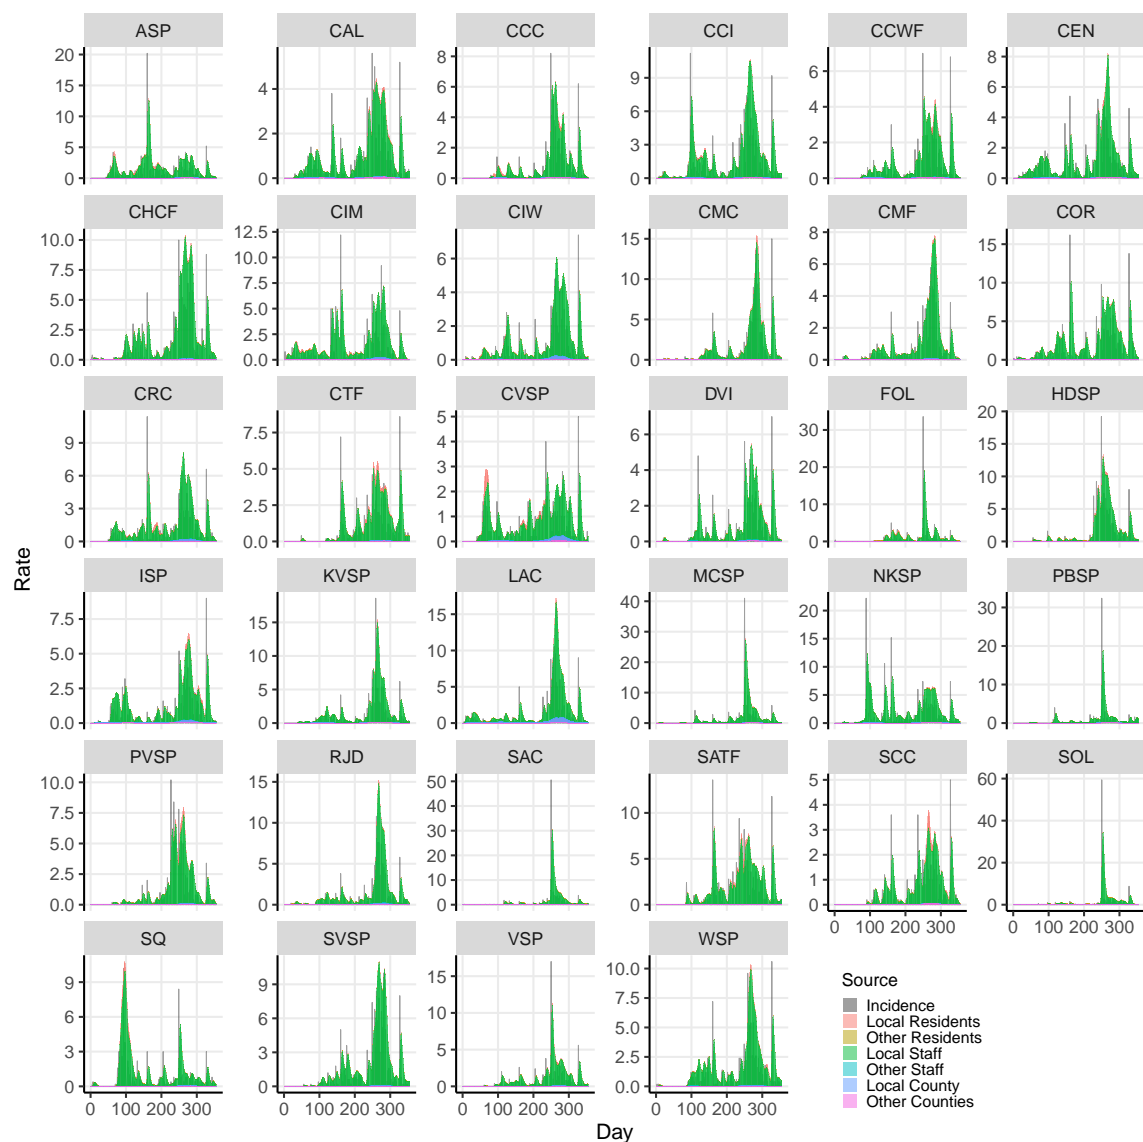 ASP CAL CCC CCI CCWF CEN
20 15 10 5 0
4 2 0
8 6 4 2 0
9 6 3 0
6 4 2 0
8 6 4 2 0
CHCF CIM CIW CMC CMF COR
10.0 7.5 5.0 2.5 0.0
12.5 10.0 7.5 5.0 2.5 0.0
6 4 2 0
15 10 5 0
8 6 4 2 0
15 10 5 0
CRC CTF CVSP DVI FOL HDSP
9 6 3 0
7.5 5.0 2.5 0.0
5 4 3 2 1 0
6 4 2 0
30 20 10 0
20 15 10 5 0
Rate
ISP KVSP LAC MCSP NKSP PBSP
7.5 5.0 2.5 0.0
15 10 5 0
15 10 5 0
40 30 20 10 0
20 15 10 5 0
30 20 10 0
PVSP RJD SAC SATF SCC SOL
10.0 7.5 5.0 2.5 0.0
15 10 5 0
50 40 30 20 10 0
10 5 0
5 4 3 2 1 0
60 40 20 0
0 100 200 300 0 100 200 300
SQ SVSP VSP WSP
9 6 3 0
9 6 3 0
15 10 5 0
10.0 7.5 5.0 2.5 0.0
0 100 200 300 0 100 200 300 0 100 200 300 0 100 200 300
Day
Source
Incidence
Local Residents
Other Residents
Local Staff
Other Staff
Local County
Other Counties